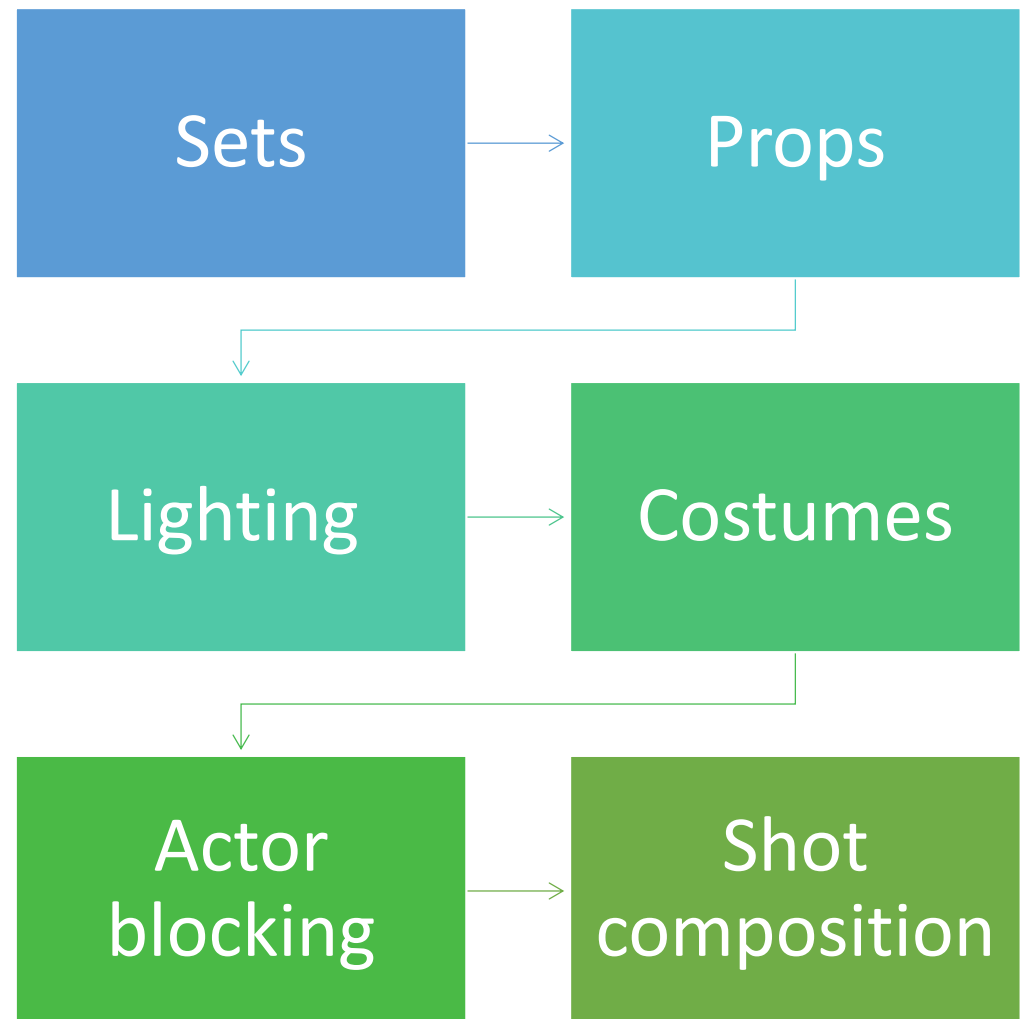 Sets
Props
Lighting
Costumes
Actor
blocking
Shot
composition